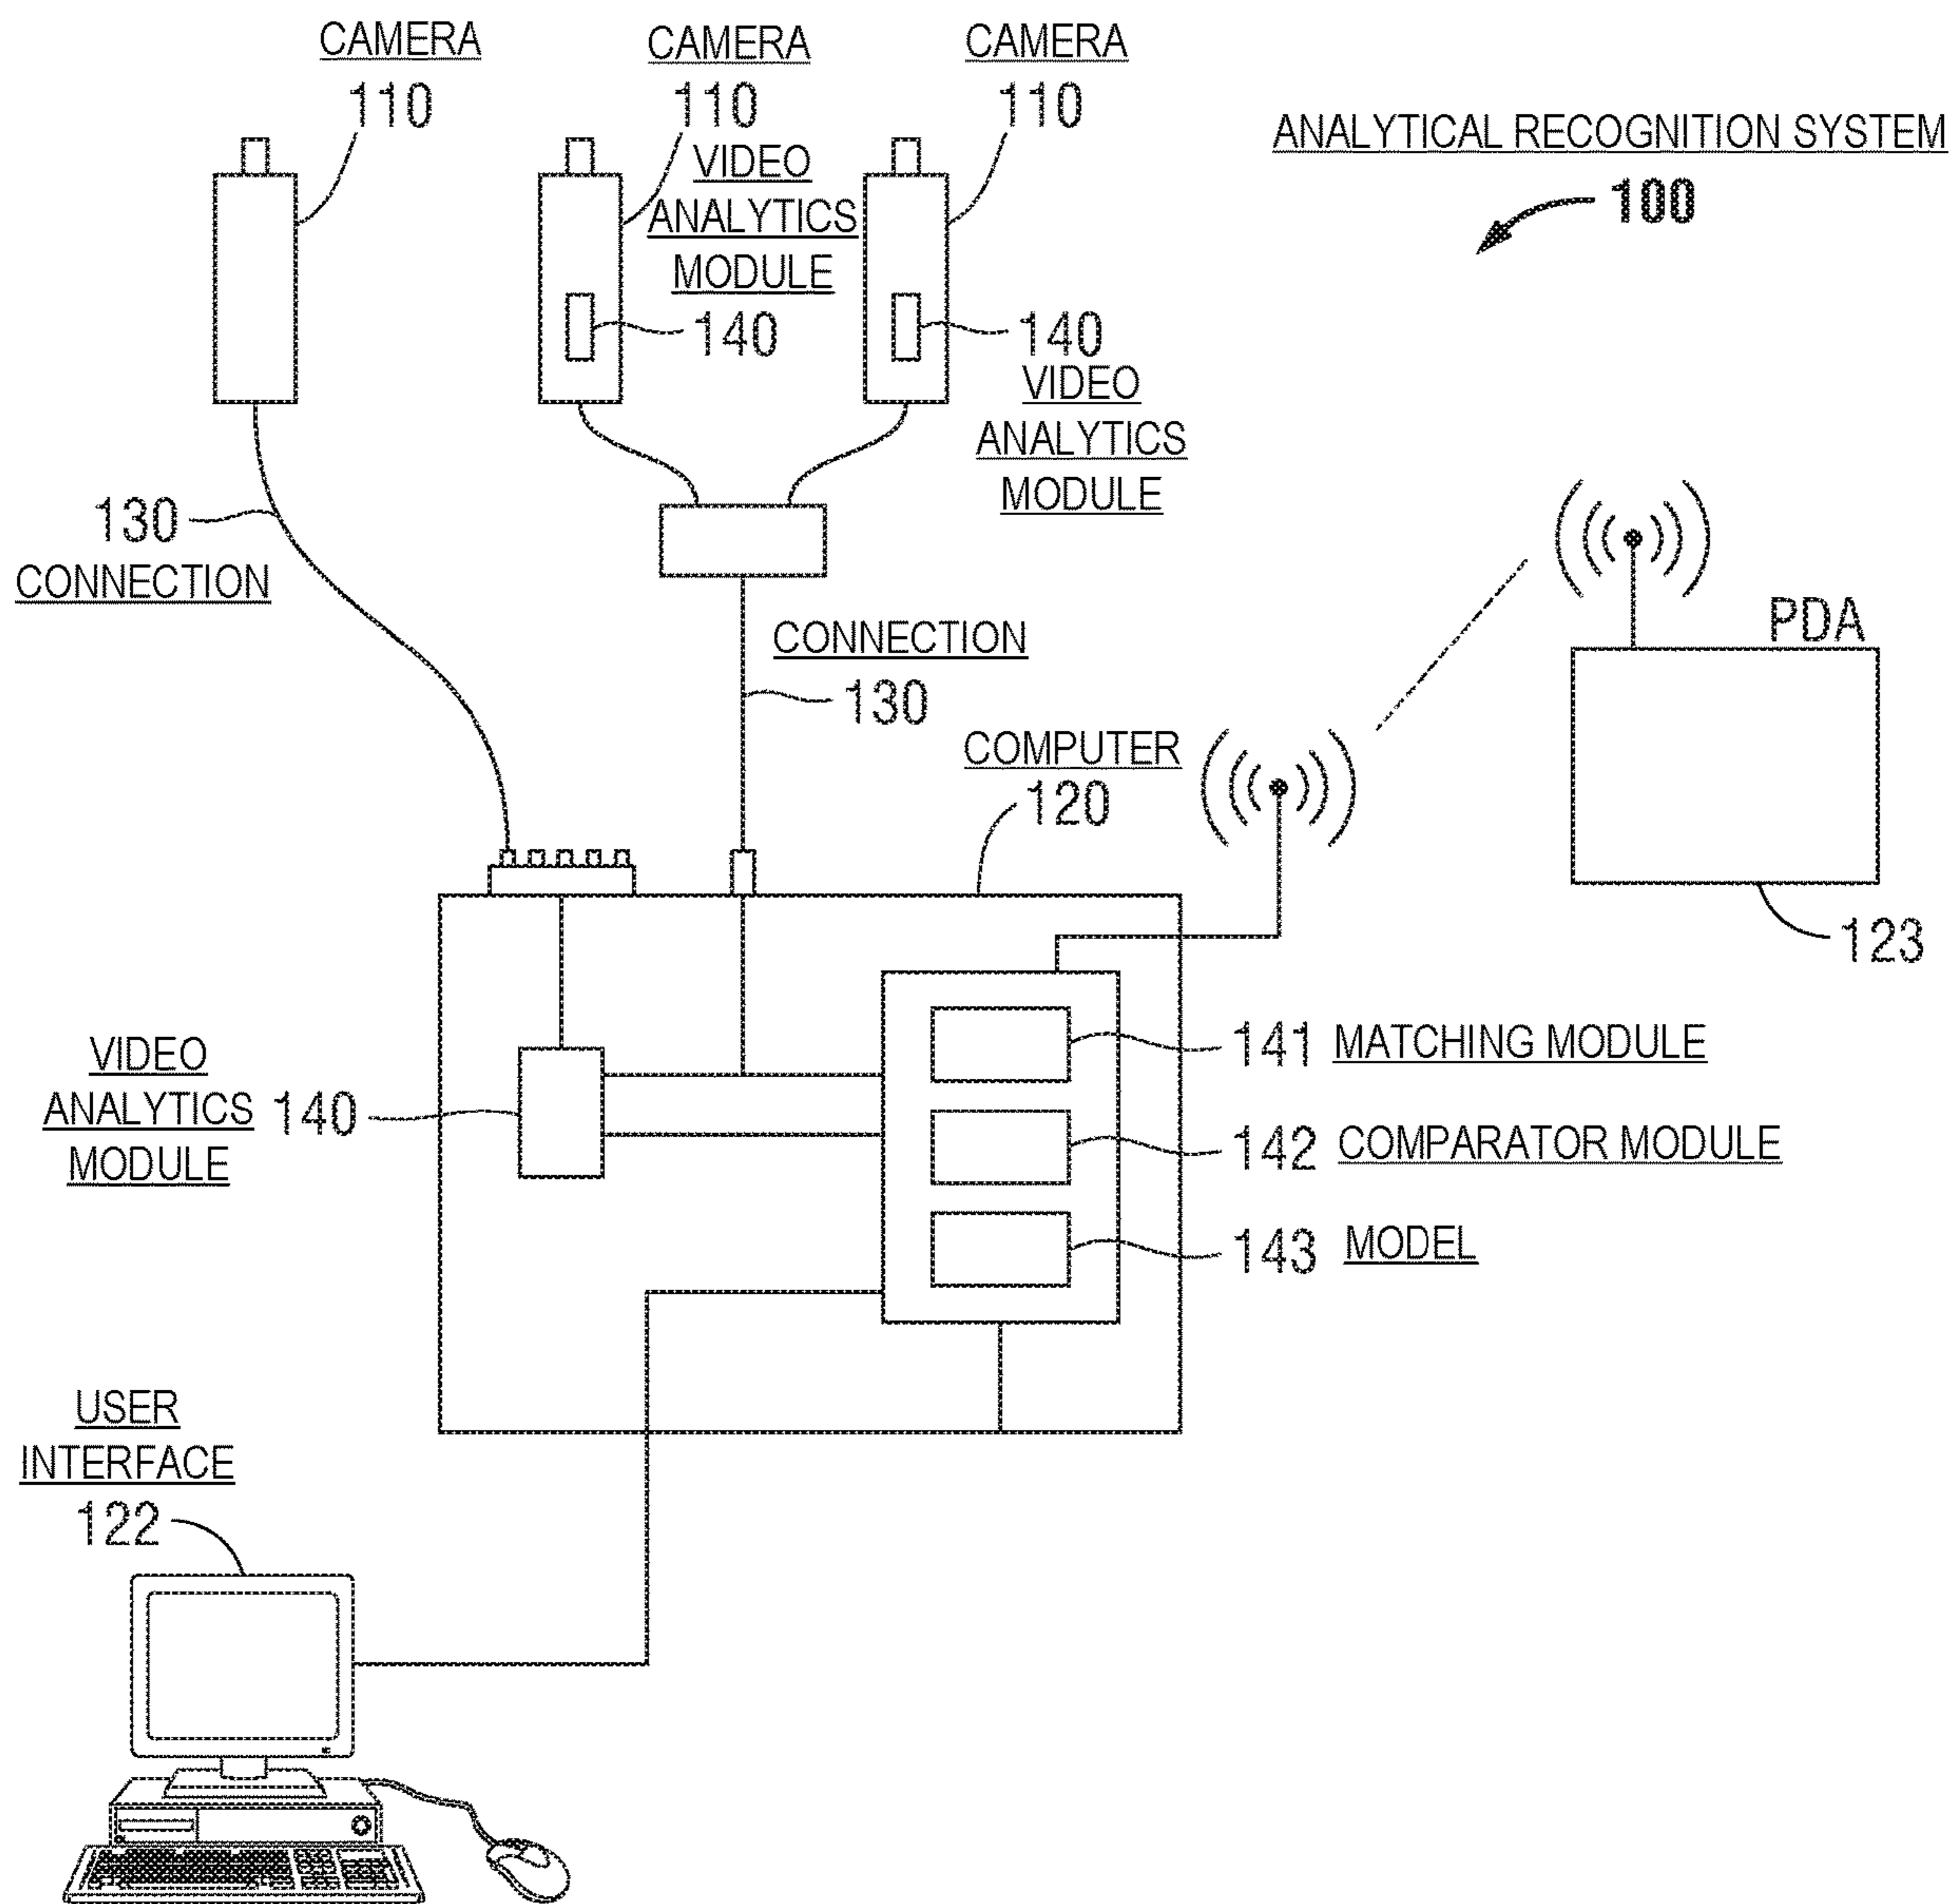 CAMERA
110
CAMERA
110
CAMERA
110
ANALYTICAL RECOGNITION SYSTEM
100
VIDEO
ANALYTICS
MODULE
140
140
VIDEO
ANALYTICS
MODULE
130
CONNECTION
CONNECTION
130
PDA
123
COMPUTER
120
VIDEO
ANALYTICS
MODULE
140
141 MATCHING MODULE
142 COMPARATOR MODULE
143 MODEL
USER
INTERFACE
122